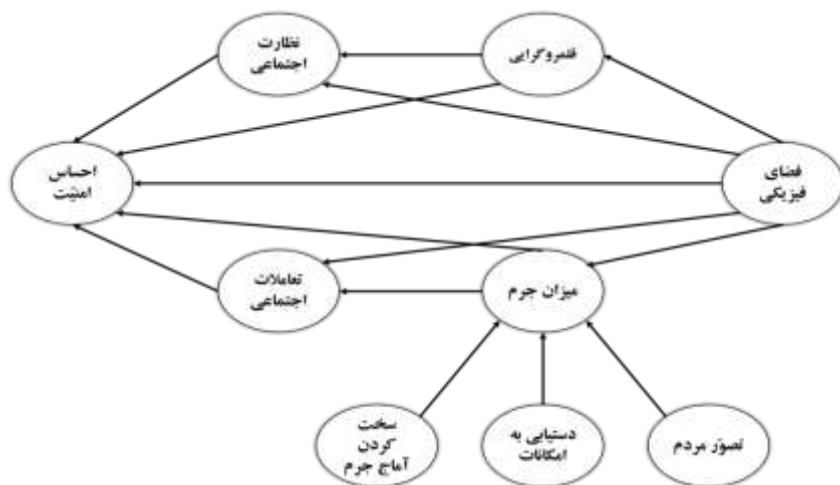 قلمروگرایی
نظارت
اجتماعی
فضای
فیزیکی
احساس
امنیّت
میزان جرم
تعاملات
اجتماعی
تصوّر مردم
دستیابی به
امکانات
سخت
کردن
آماج جرم